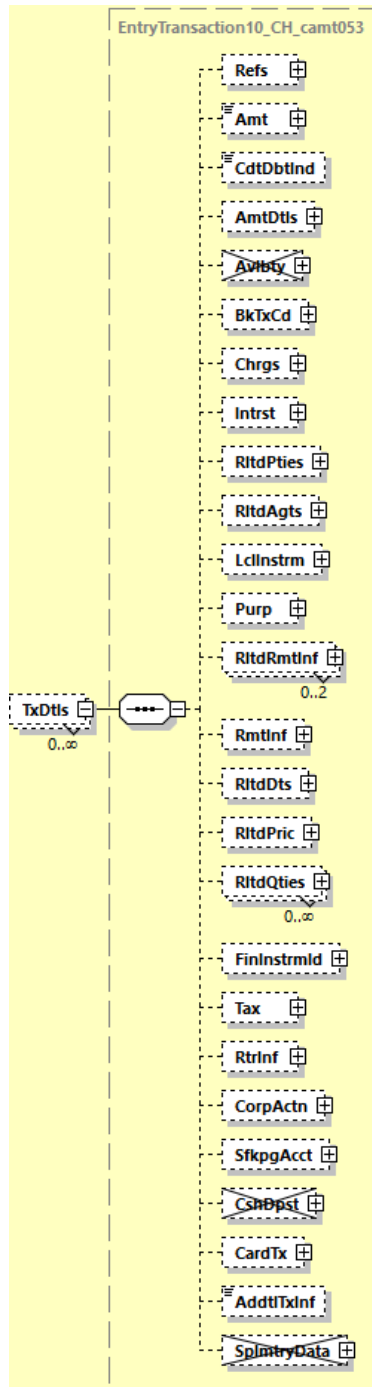 EntryTransaction10_CH_camt053
Refs
Amt
CdtDbtInd
AmtDtls
Avlbty
BkTxCd
Chrgs
Intrst
RltdPties
RltdAgts
LclInstrm
Purp
RltdRmtInf
0..2
TxDtls
0..∞
RmtInf
RltdDts
RltdPric
RltdQties
0..∞
FinInstrmId
Tax
RtrInf
CorpActn
SfkpgAcct
CshDpst
CardTx
AddtlTxInf
SplmtryData